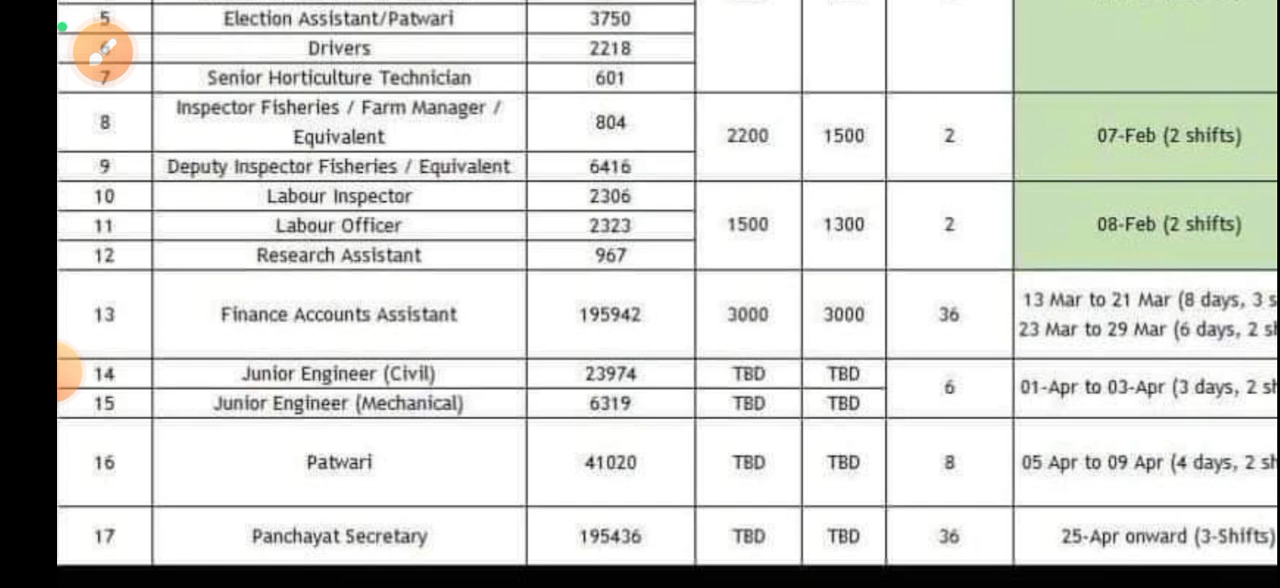 5 Election Assistant/Patwari 3750
6 Drivers 2218
7 Senior Horticulture Technician 601
8 Inspector Fisheries / Farm Manager /
Equivalent 804 2200 1500 2 07-Feb (2 shifts)
9 Deputy Inspector Fisheries / Equivalent 6416
10 Labour Inspector 2306
11 Labour Officer 2323 1500 1300 2 08-Feb (2 shifts)
12 Research Assistant 967
13 Finance Accounts Assistant 195942 3000 3000 36 13 Mar to 21 Mar (8 days, 3 s
23 Mar to 29 Mar (6 days, 2 sh
14 Junior Engineer (Civil) 23974 TBD TBD 6 01-Apr to 03-Apr (3 days, 2 sh
15 Junior Engineer (Mechanical) 6319 TBD TBD
16 Patwari 41020 TBD TBD 8 05 Apr to 09 Apr (4 days, 2 sh
17 Panchayat Secretary 195436 TBD TBD 36 25-Apr onward (3-Shifts)